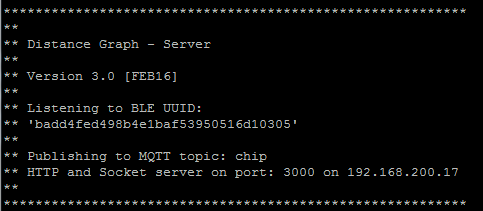 **********************************************************
**
** Distance Graph - Server
**
** Version 3.0 [FEB16]
**
** Listening to BLE UUID:
** 'badd4fed498b4e1baf53950516d10305'
**
** Publishing to MQTT topic: chip
** HTTP and Socket server on port: 3000 on 192.168.200.17
**
**********************************************************